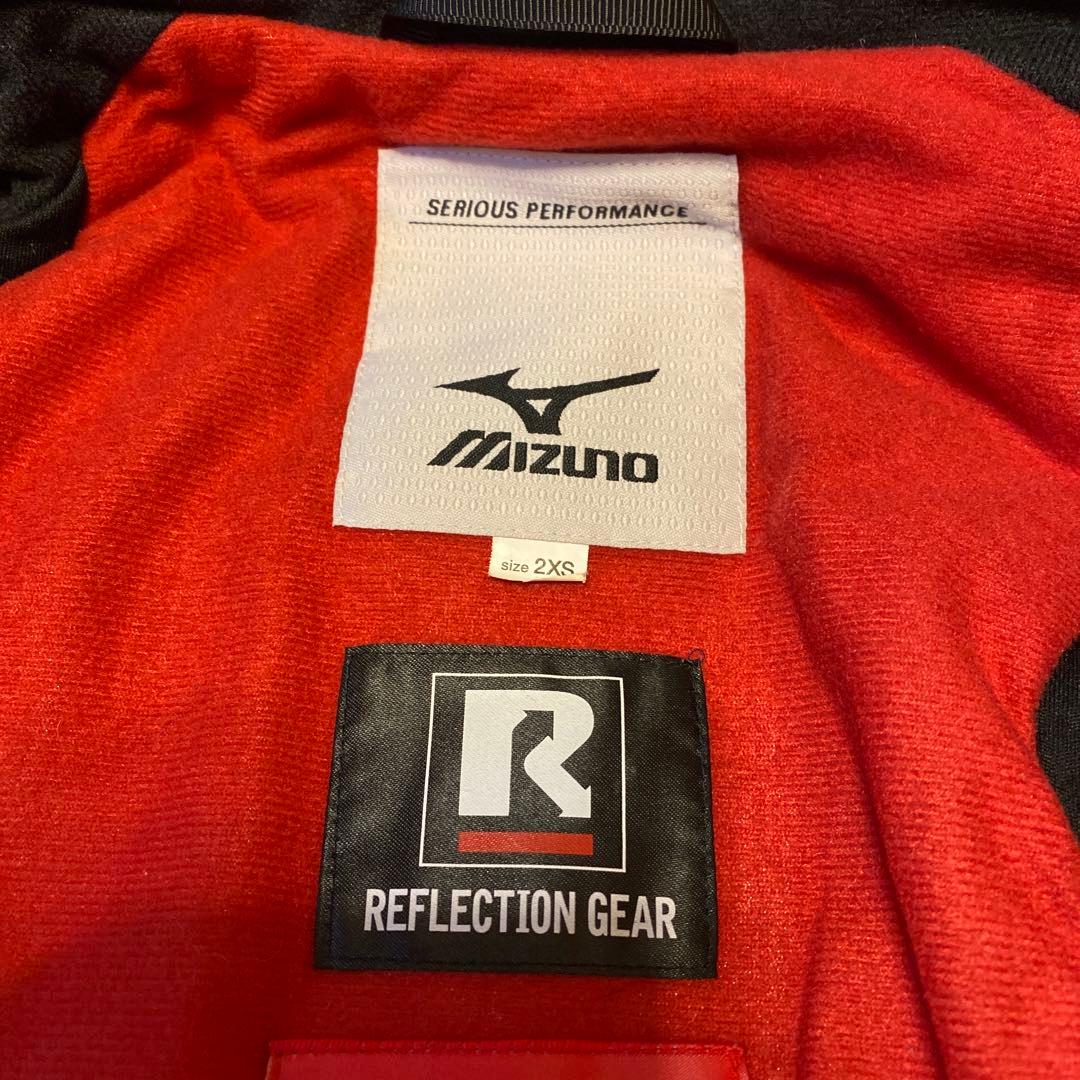 SERIOUS PERFORMANCE
MIZUNO
size 2XS
R
REFLECTION GEAR